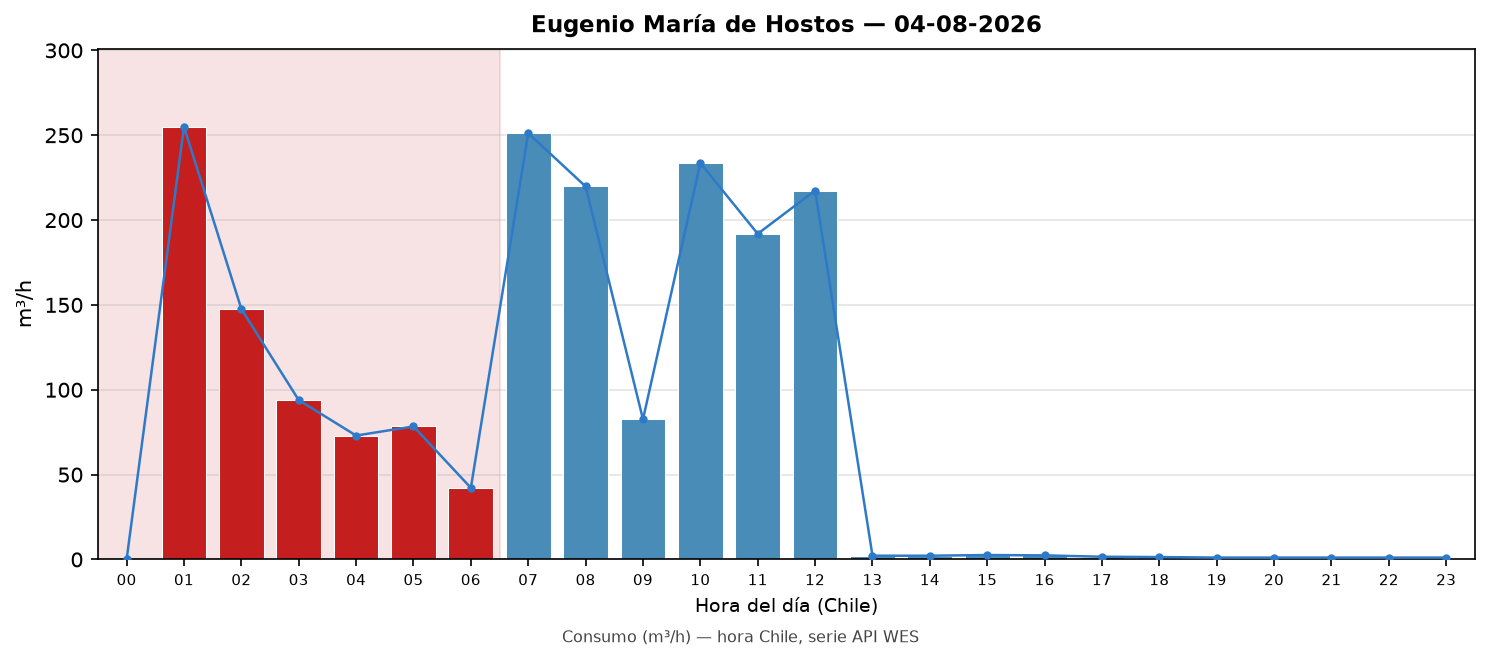 Eugenio María de Hostos — 04-08-2026
300
250
200
150
100
50
0
m³/h
00 01 02 03 04 05 06 07 08 09 10 11 12 13 14 15 16 17 18 19 20 21 22 23
Hora del día (Chile)
Consumo (m³/h) — hora Chile, serie API WES